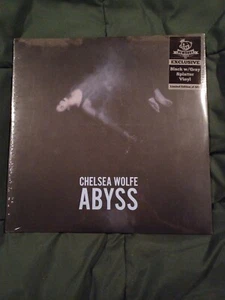 EXCLUSIVE
Black w/Grey
Splatter
Vinyl
CHELSEA WOLFE
ABYSS